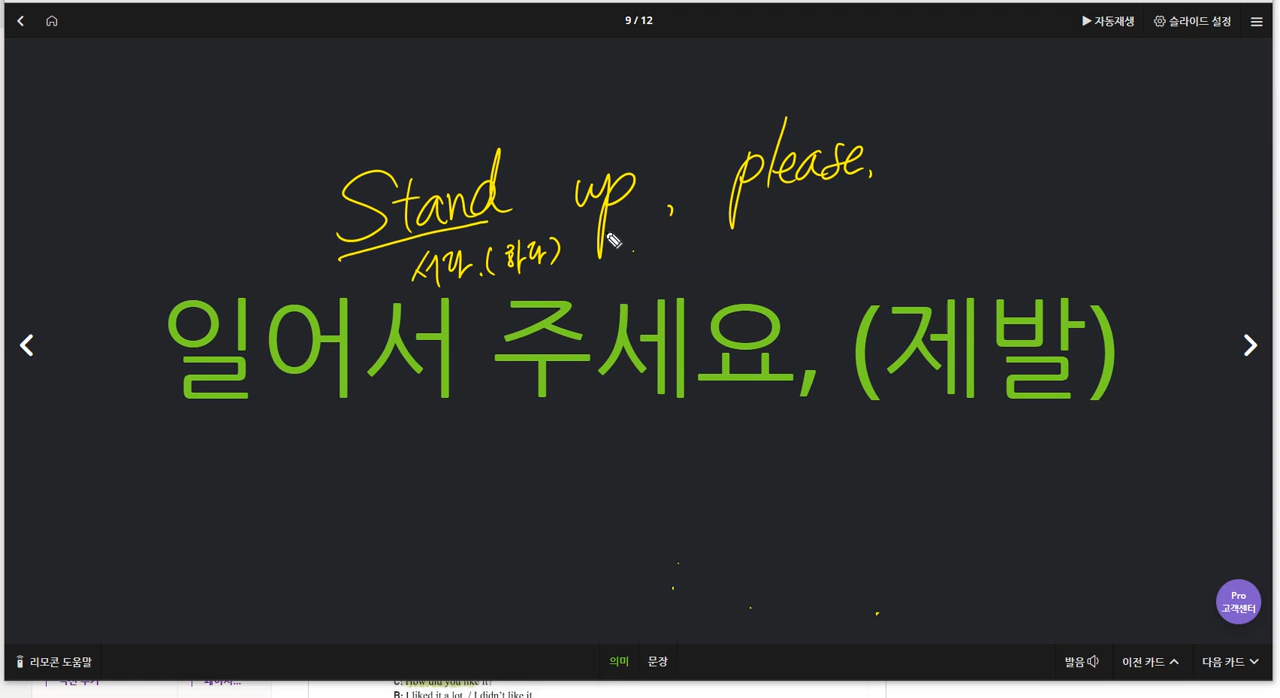 9 / 12
자동재생
슬라이드 설정
Stand up, please.
서라. (하라)
일어서 주세요, (제발)
Pro
고객센터
리모콘 도움말
의미
문장
발음
이전 카드
다음 카드
C: How did you like it?
B: I liked it a lot. / I didn't like it